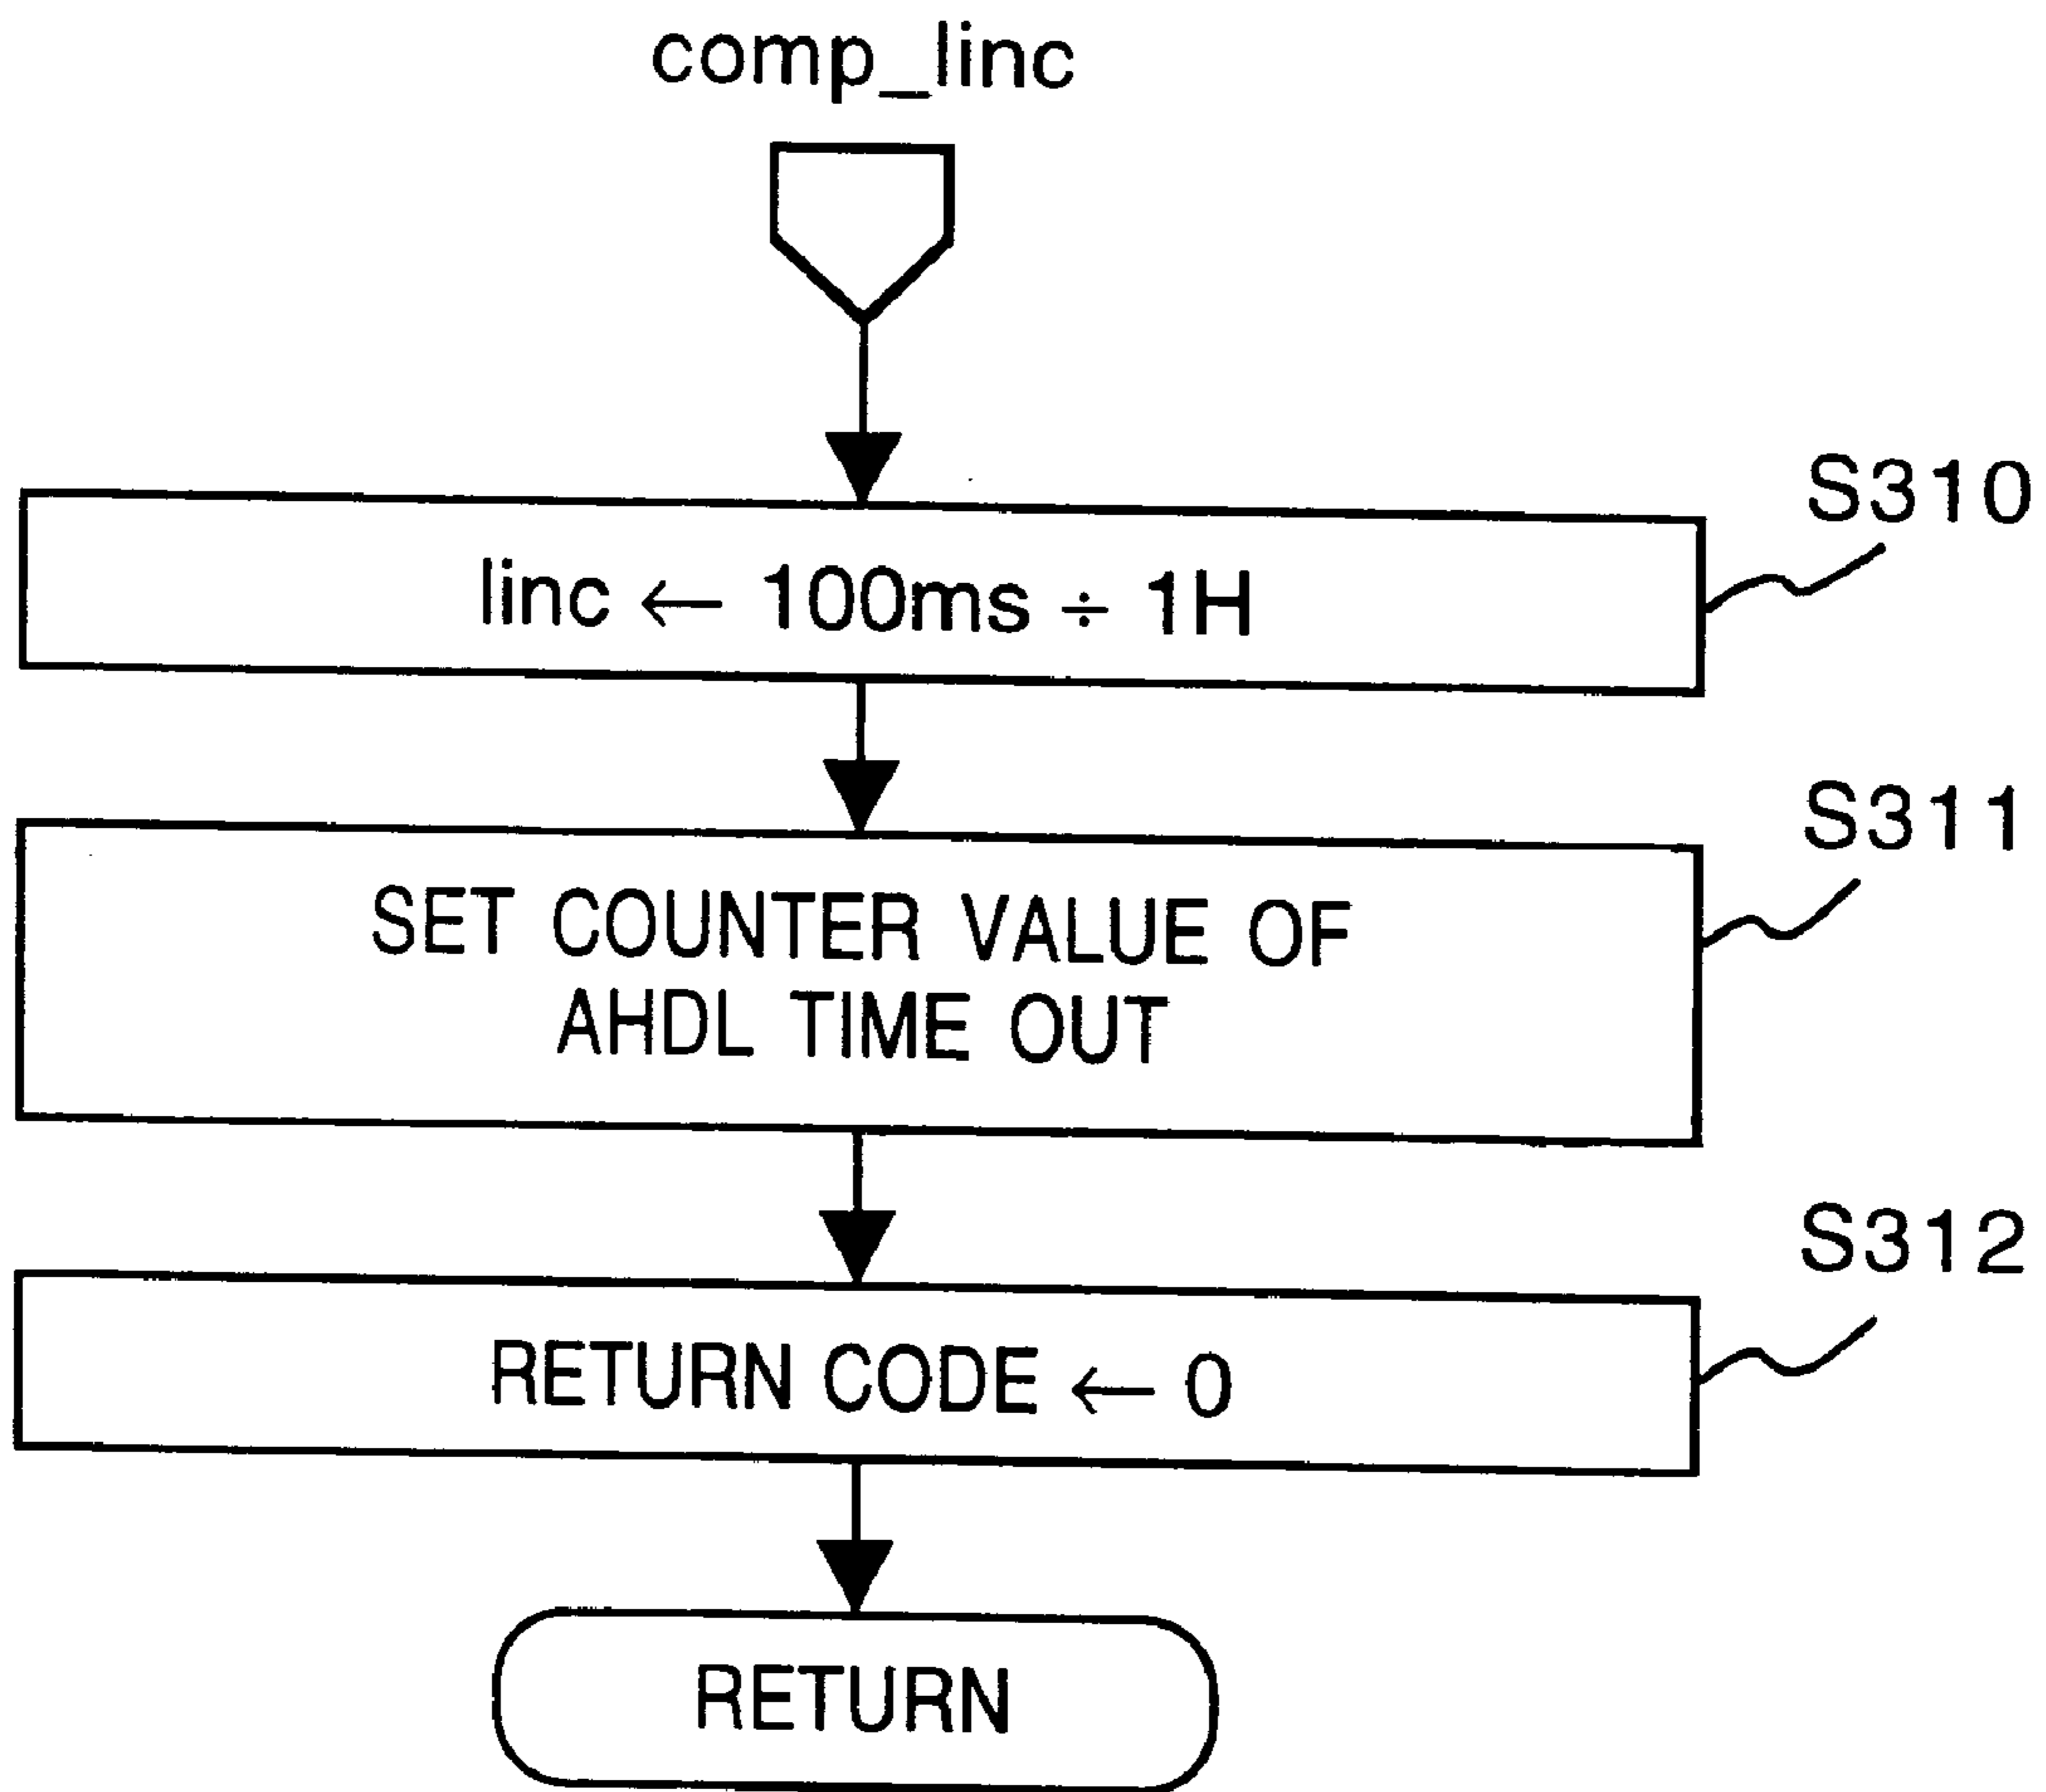 comp_linc
S310
linc ← 100ms ÷ 1H
S311
SET COUNTER VALUE OF
AHDL TIME OUT
S312
RETURN CODE ← 0
RETURN